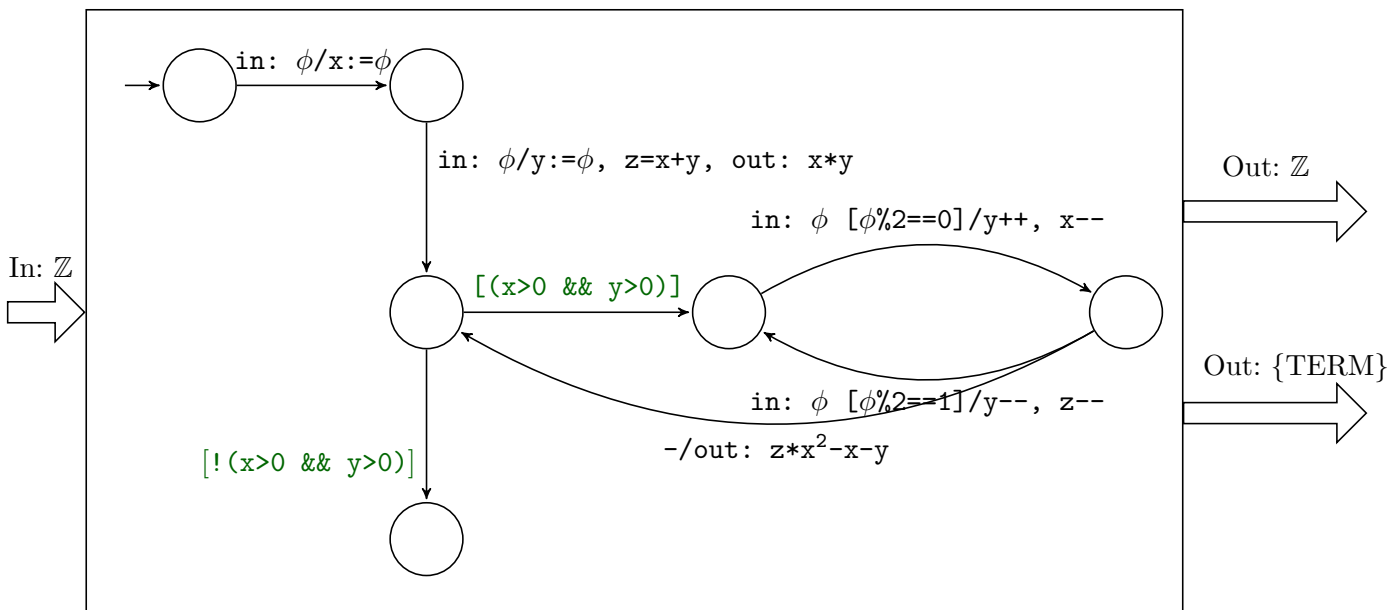 in: ϕ/x:=ϕ
in: ϕ/y:=ϕ, z=x+y, out: x*y
Out: ℤ
in: ϕ [ϕ%2==0]/y++, x--
In: ℤ
[(x>0 && y>0)]
Out: {TERM}
in: ϕ [ϕ%2==1]/y--, z--
-/out: z*x²-x-y
[!(x>0 && y>0)]